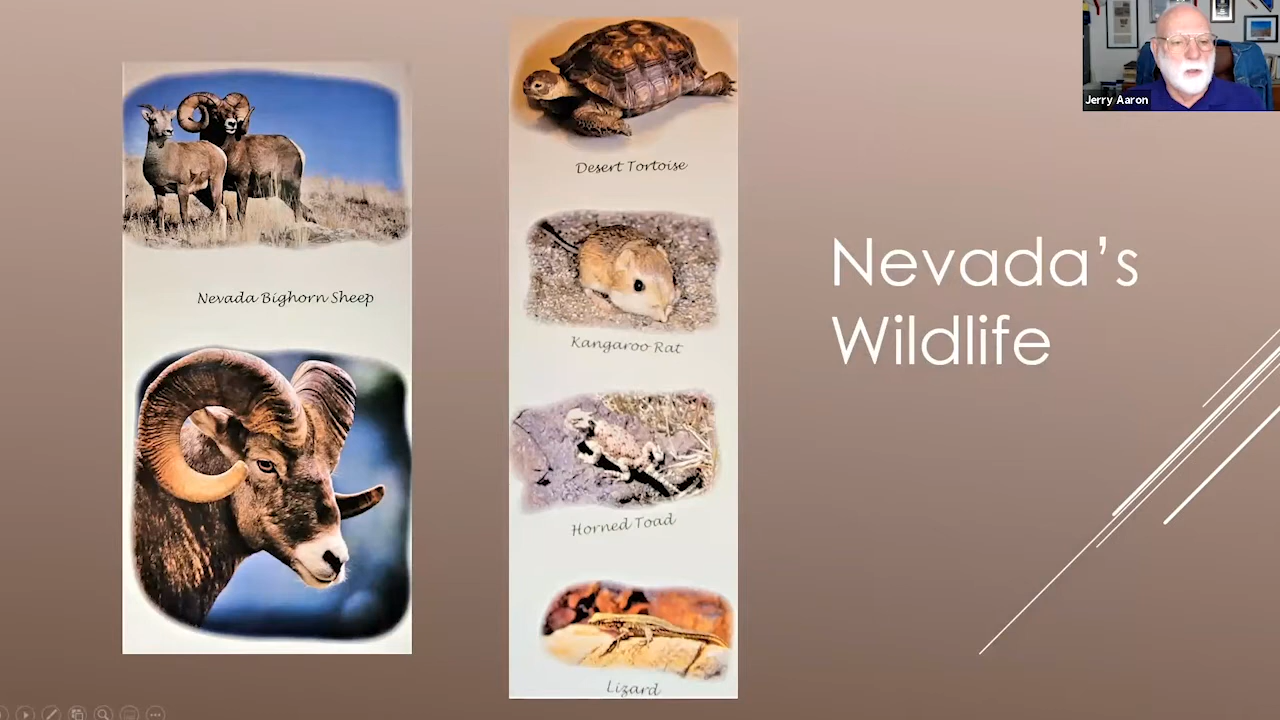 Nevada Bighorn Sheep
Desert Tortoise
Kangaroo Rat
Horned Toad
Lizard
Nevada's
Wildlife
Jerry Aaron